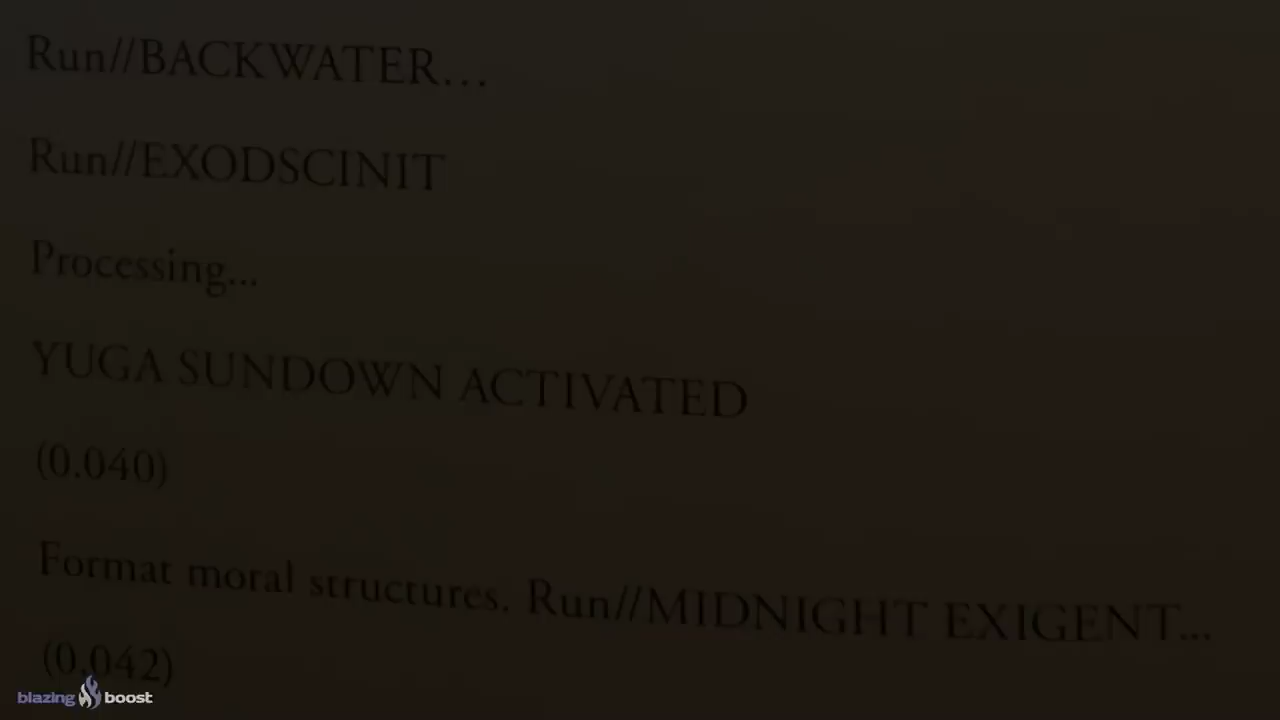 Run//BACKWATER...
Run//EXODSCINIT
Processing...
YUGA SUNDOWN ACTIVATED
(0.040)
Format moral structures. Run//MIDNIGHT EXIGENT...
(0.042)
blazing boost